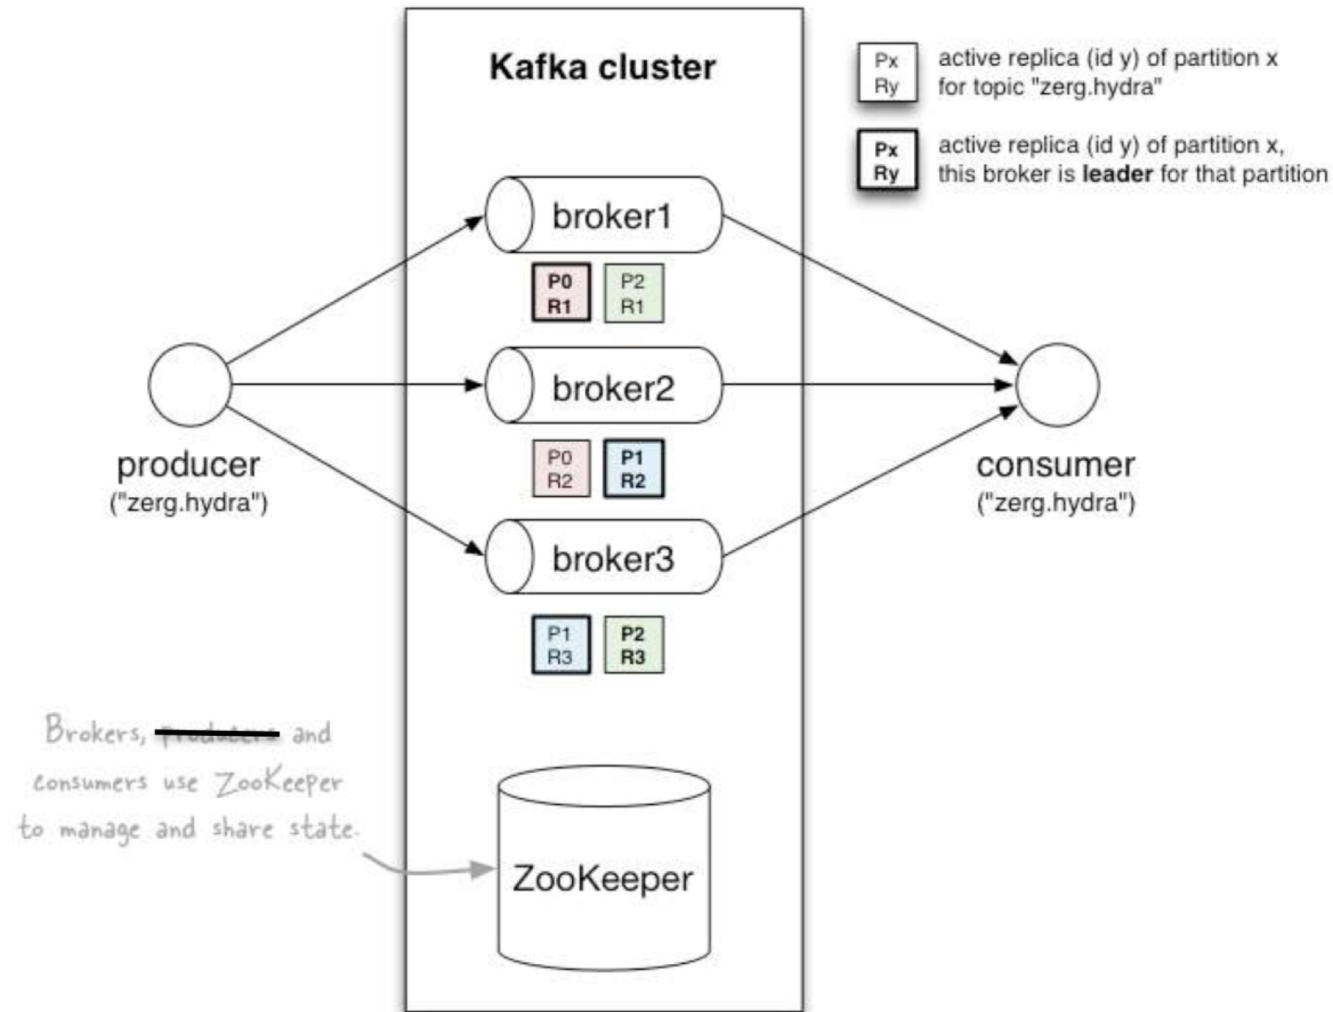 Kafka cluster
Px
Ry
active replica (id y) of partition x
for topic "zerg.hydra"
Px
Ry
active replica (id y) of partition x,
this broker is leader for that partition
broker1
P0
R1
P2
R1
broker2
P0
R2
P1
R2
broker3
P1
R3
P2
R3
producer
("zerg.hydra")
consumer
("zerg.hydra")
Brokers, producers and
consumers use ZooKeeper
to manage and share state.
ZooKeeper